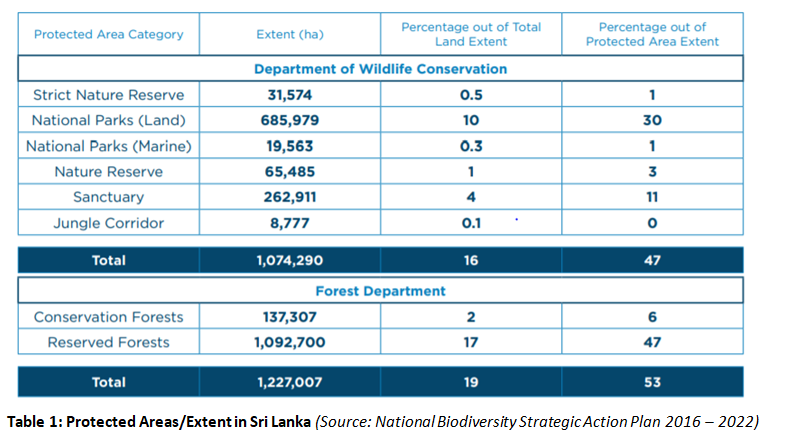 Protected Area Category Extent (ha) Percentage out of Total Land Extent Percentage out of Protected Area Extent
Department of Wildlife Conservation
Strict Nature Reserve 31,574 0.5 1
National Parks (Land) 685,979 10 30
National Parks (Marine) 19,563 0.3 1
Nature Reserve 65,485 1 3
Sanctuary 262,911 4 11
Jungle Corridor 8,777 0.1 0
Total 1,074,290 16 47
Forest Department
Conservation Forests 137,307 2 6
Reserved Forests 1,092,700 17 47
Total 1,227,007 19 53
Table 1: Protected Areas/Extent in Sri Lanka (Source: National Biodiversity Strategic Action Plan 2016 – 2022)